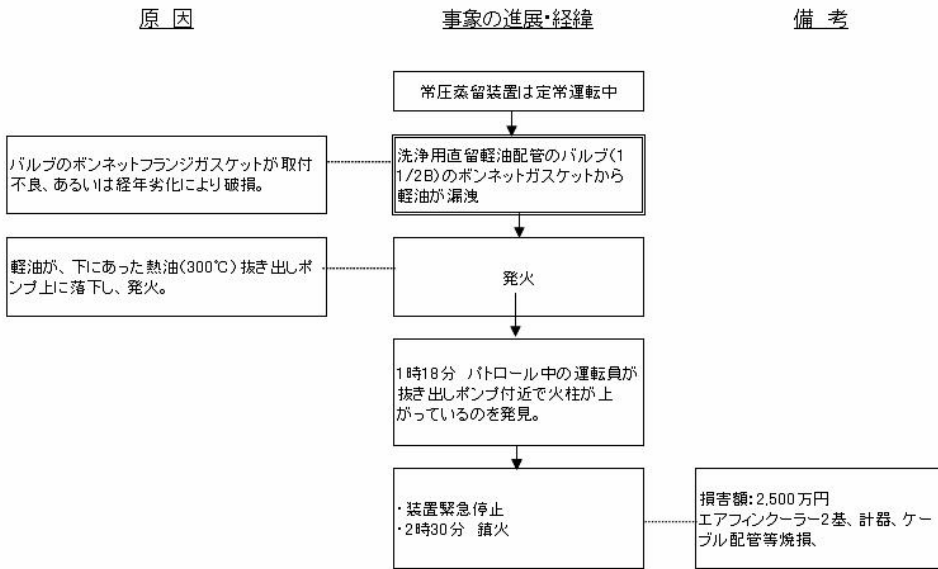 原 因
事象の進展・経緯
備 考
常圧蒸留装置は定常運転中
バルブのボンネットフランジガスケットが取付
不良、あるいは経年劣化により破損。
洗浄用直留軽油配管のバルブ(1
1/2B)のボンネットガスケットから
軽油が漏洩
軽油が、下にあった熱油(300℃)抜き出しポ
ンプ上に落下し、発火。
発火
1時18分 パトロール中の運転員が
抜き出しポンプ付近で火柱が上
がっているのを発見。
・装置緊急停止
・2時30分 鎮火
損害額:2,500万円
エアフィンクーラー2基、計器、ケー
ブル配管等焼損、